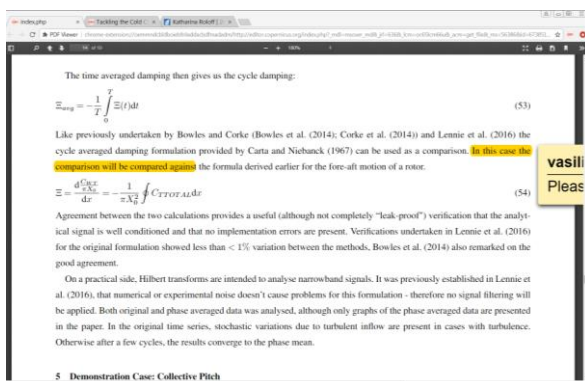 index.php
Tackling the Cold
Katharina Roloff
PDF Viewer
The time averaged damping then gives us the cycle damping:
Ξavg = −1/T ∫0T Ξ(t)dt (53)
Like previously undertaken by Bowles and Corke (Bowles et al. (2014); Corke et al. (2014)) and Lennie et al. (2016) the
cycle averaged damping formulation provided by Carta and Niebanck (1967) can be used as a comparison. In this case the
comparison will be compared against the formula derived earlier for the fore-aft motion of a rotor.
Ξ = d(CWX/πX0)/dx = −1/πX0² ∮ CTTOTAL dx (54)
Agreement between the two calculations provides a useful (although not completely "leak-proof") verification that the analyt-
ical signal is well conditioned and that no implementation errors are present. Verifications undertaken in Lennie et al. (2016)
for the original formulation showed less than < 1% variation between the methods, Bowles et al. (2014) also remarked on the
good agreement.
On a practical side, Hilbert transforms are intended to analyse narrowband signals. It was previously established in Lennie et
al. (2016), that numerical or experimental noise doesn't cause problems for this formulation - therefore no signal filtering will
be applied. Both original and phase averaged data was analysed, although only graphs of the phase averaged data are presented
in the paper. In the original time series, stochastic variations due to turbulent inflow are present in cases with turbulence.
Otherwise after a few cycles, the results converge to the phase mean.
5 Demonstration Case: Collective Pitch
vasili
Pleas